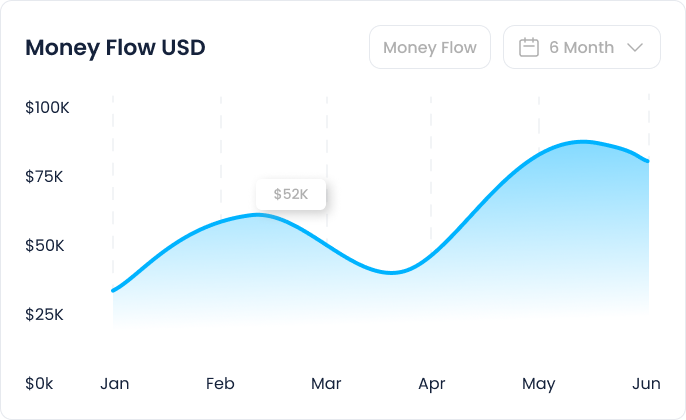 Money Flow USD
Money Flow
6 Month
$100K
$75K
$52K
$50K
$25K
$0k
Jan
Feb
Mar
Apr
May
Jun